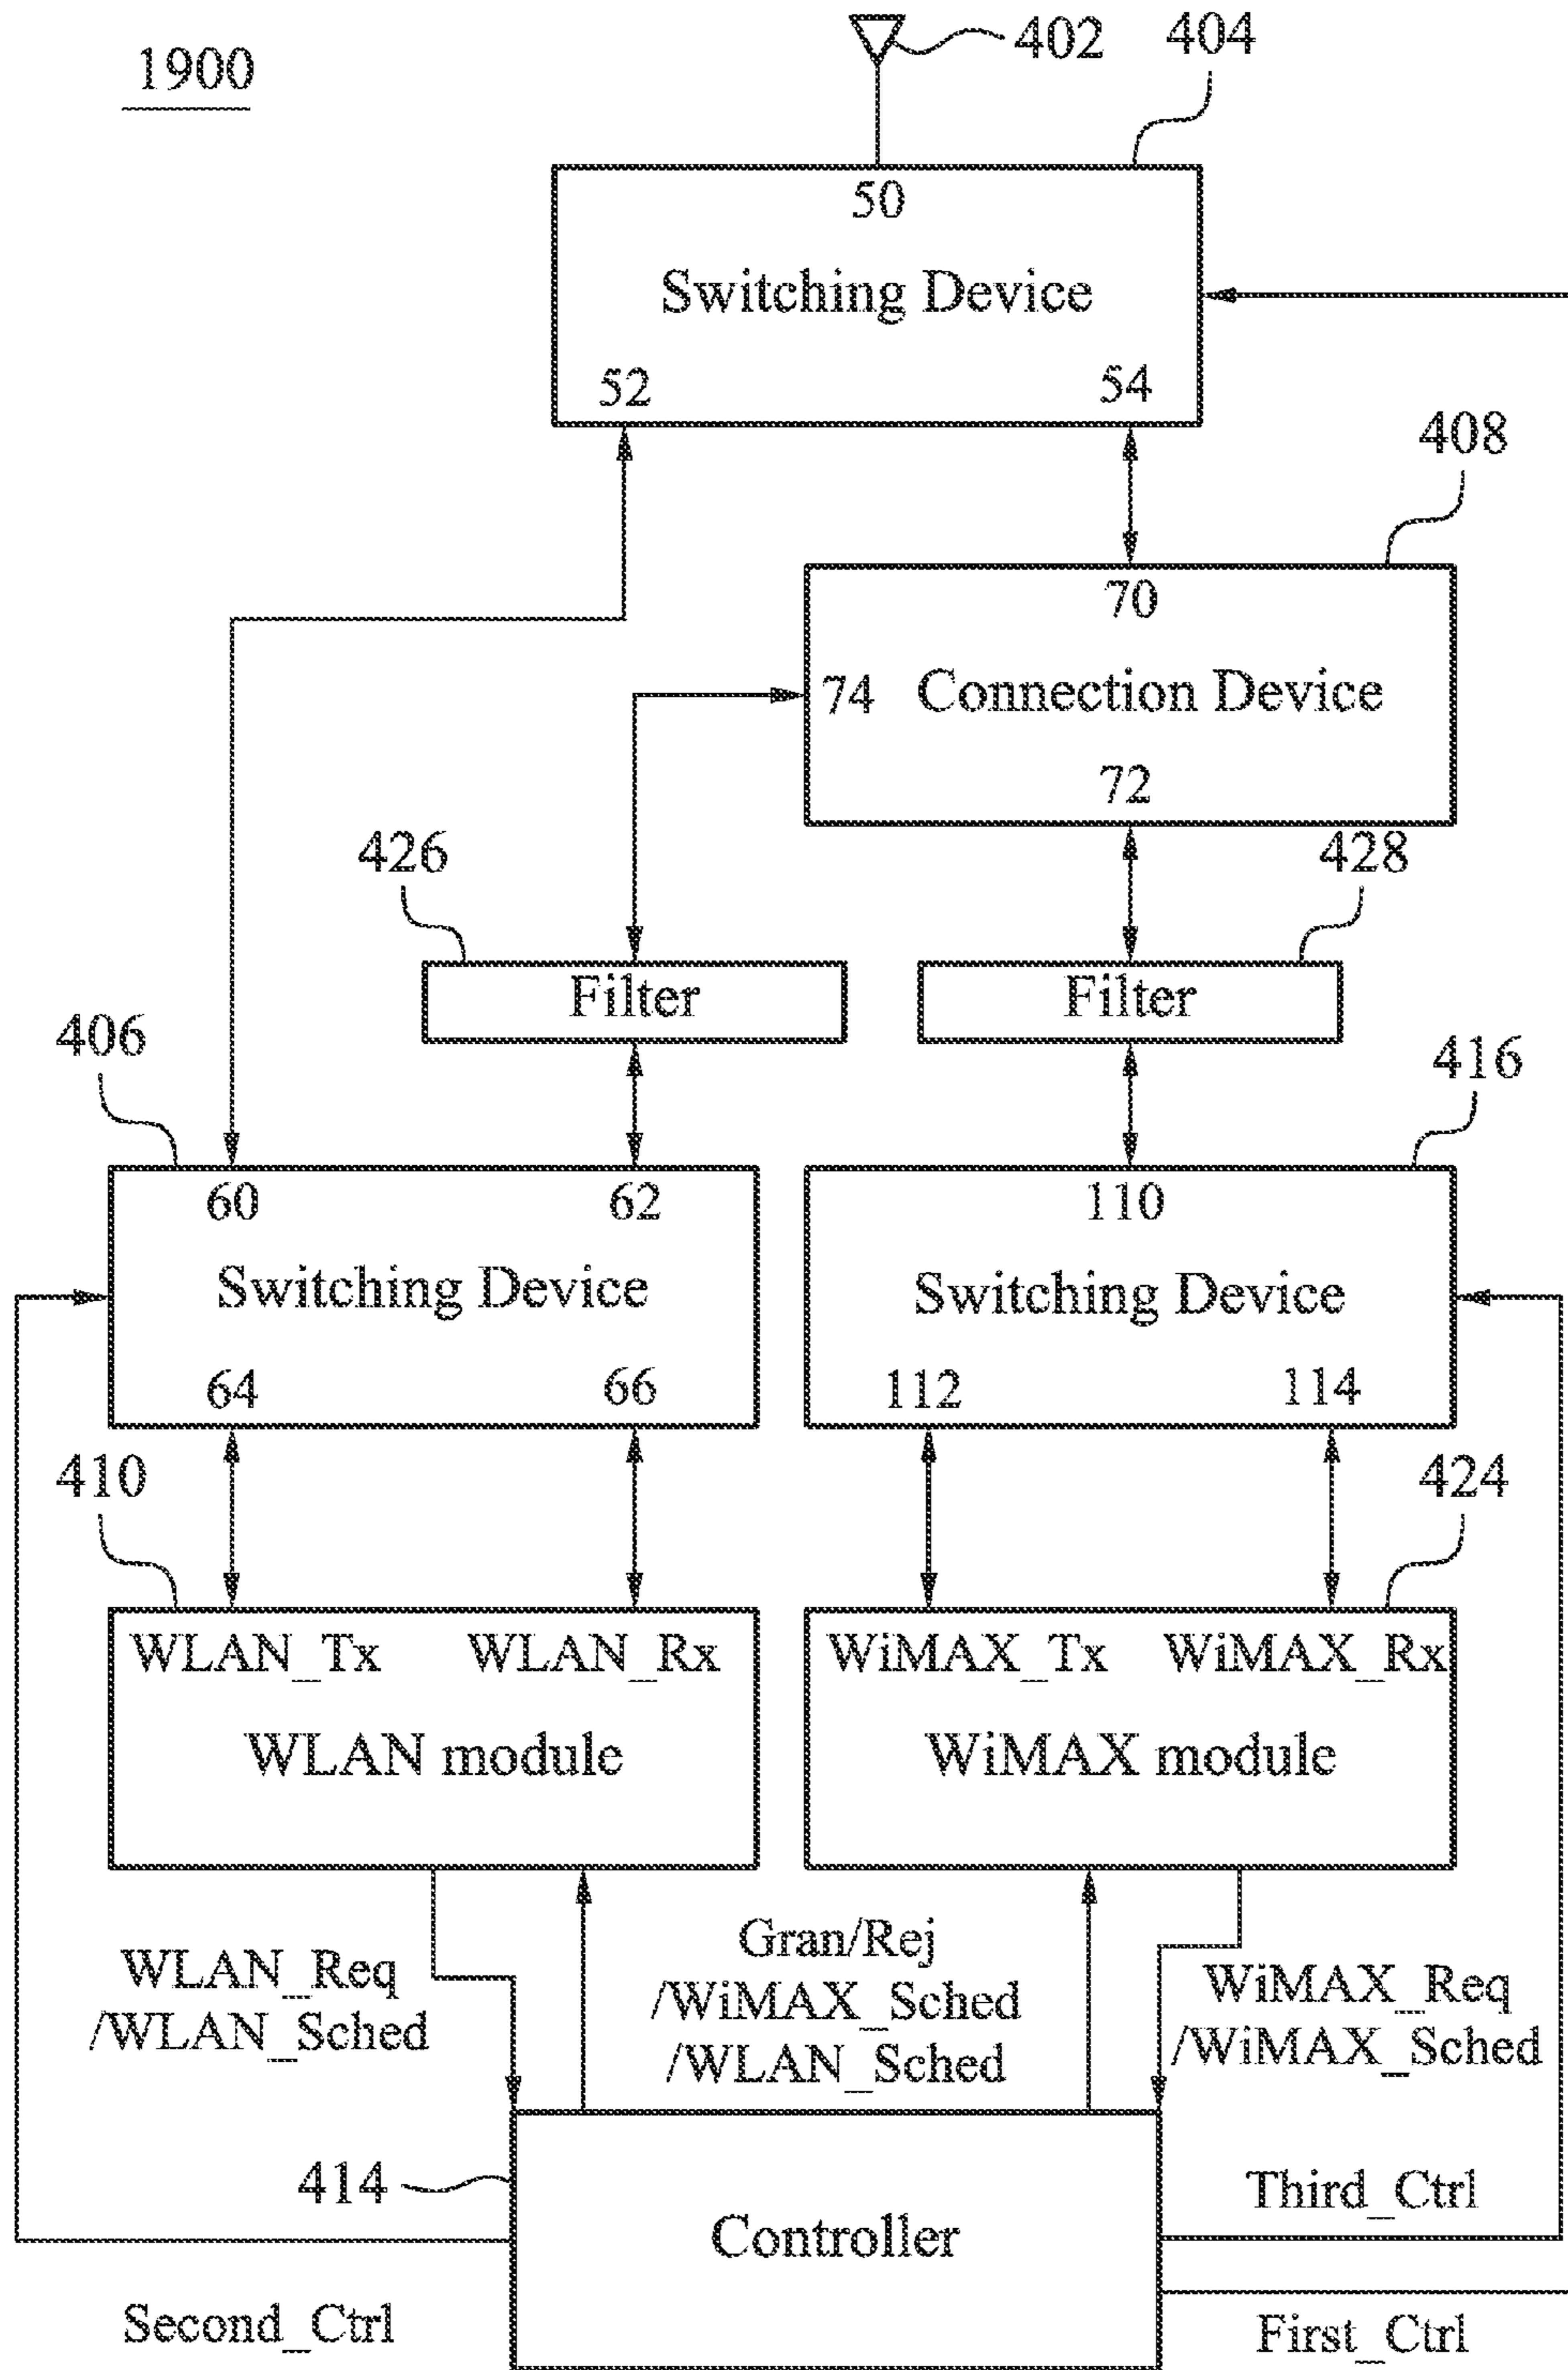 1900
402
404
50
Switching Device
52
54
408
70
74
Connection Device
72
426
428
Filter
Filter
406
416
60
62
110
Switching Device
Switching Device
64
66
112
114
410
424
WLAN_Tx
WLAN_Rx
WiMAX_Tx
WiMAX_Rx
WLAN module
WiMAX module
WLAN_Req
/WLAN_Sched
Gran/Rej
/WiMAX_Sched
/WLAN_Sched
WiMAX_Req
/WiMAX_Sched
414
Controller
Third_Ctrl
Second_Ctrl
First_Ctrl